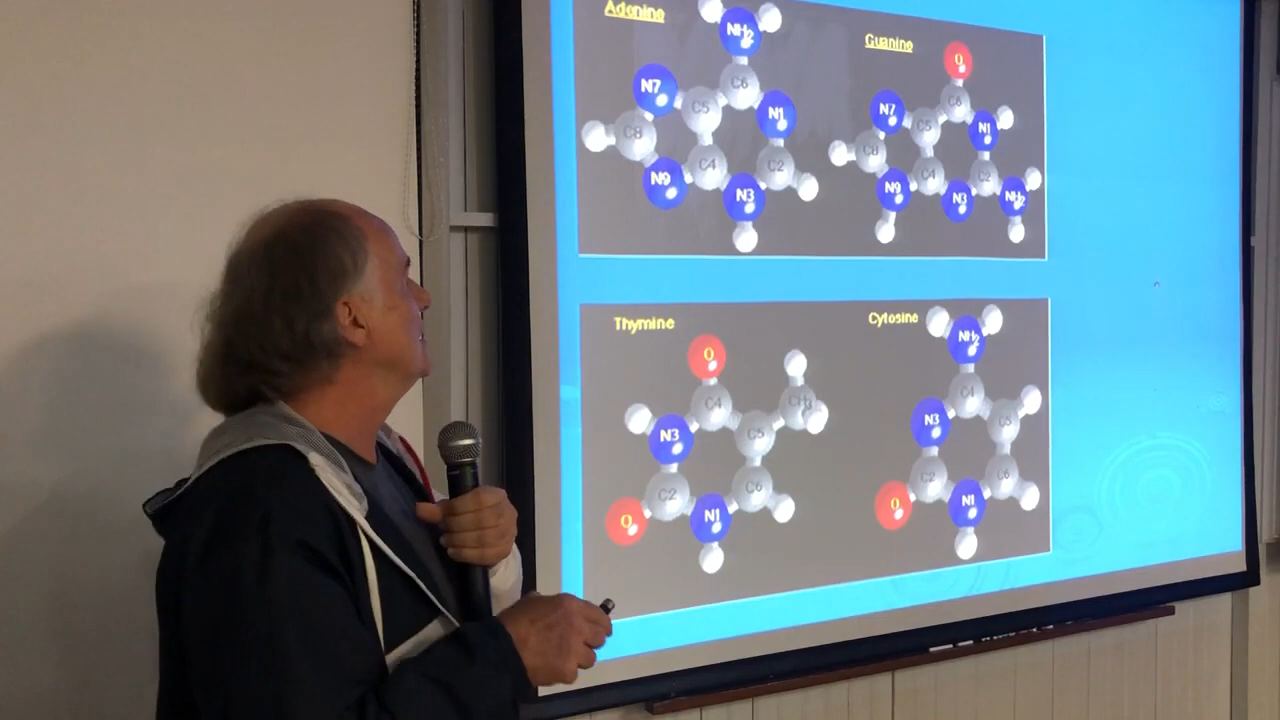 Adenine
NH2
N7
C6
C5
N1
C8
C4
C2
N9
N3
Guanine
O
N7
C6
C5
N1
C8
C4
C2
N9
N3
NH2
Thymine
O
C4
CH3
N3
C5
C2
C6
O
N1
Cytosine
NH2
C4
N3
C5
C2
C6
O
N1